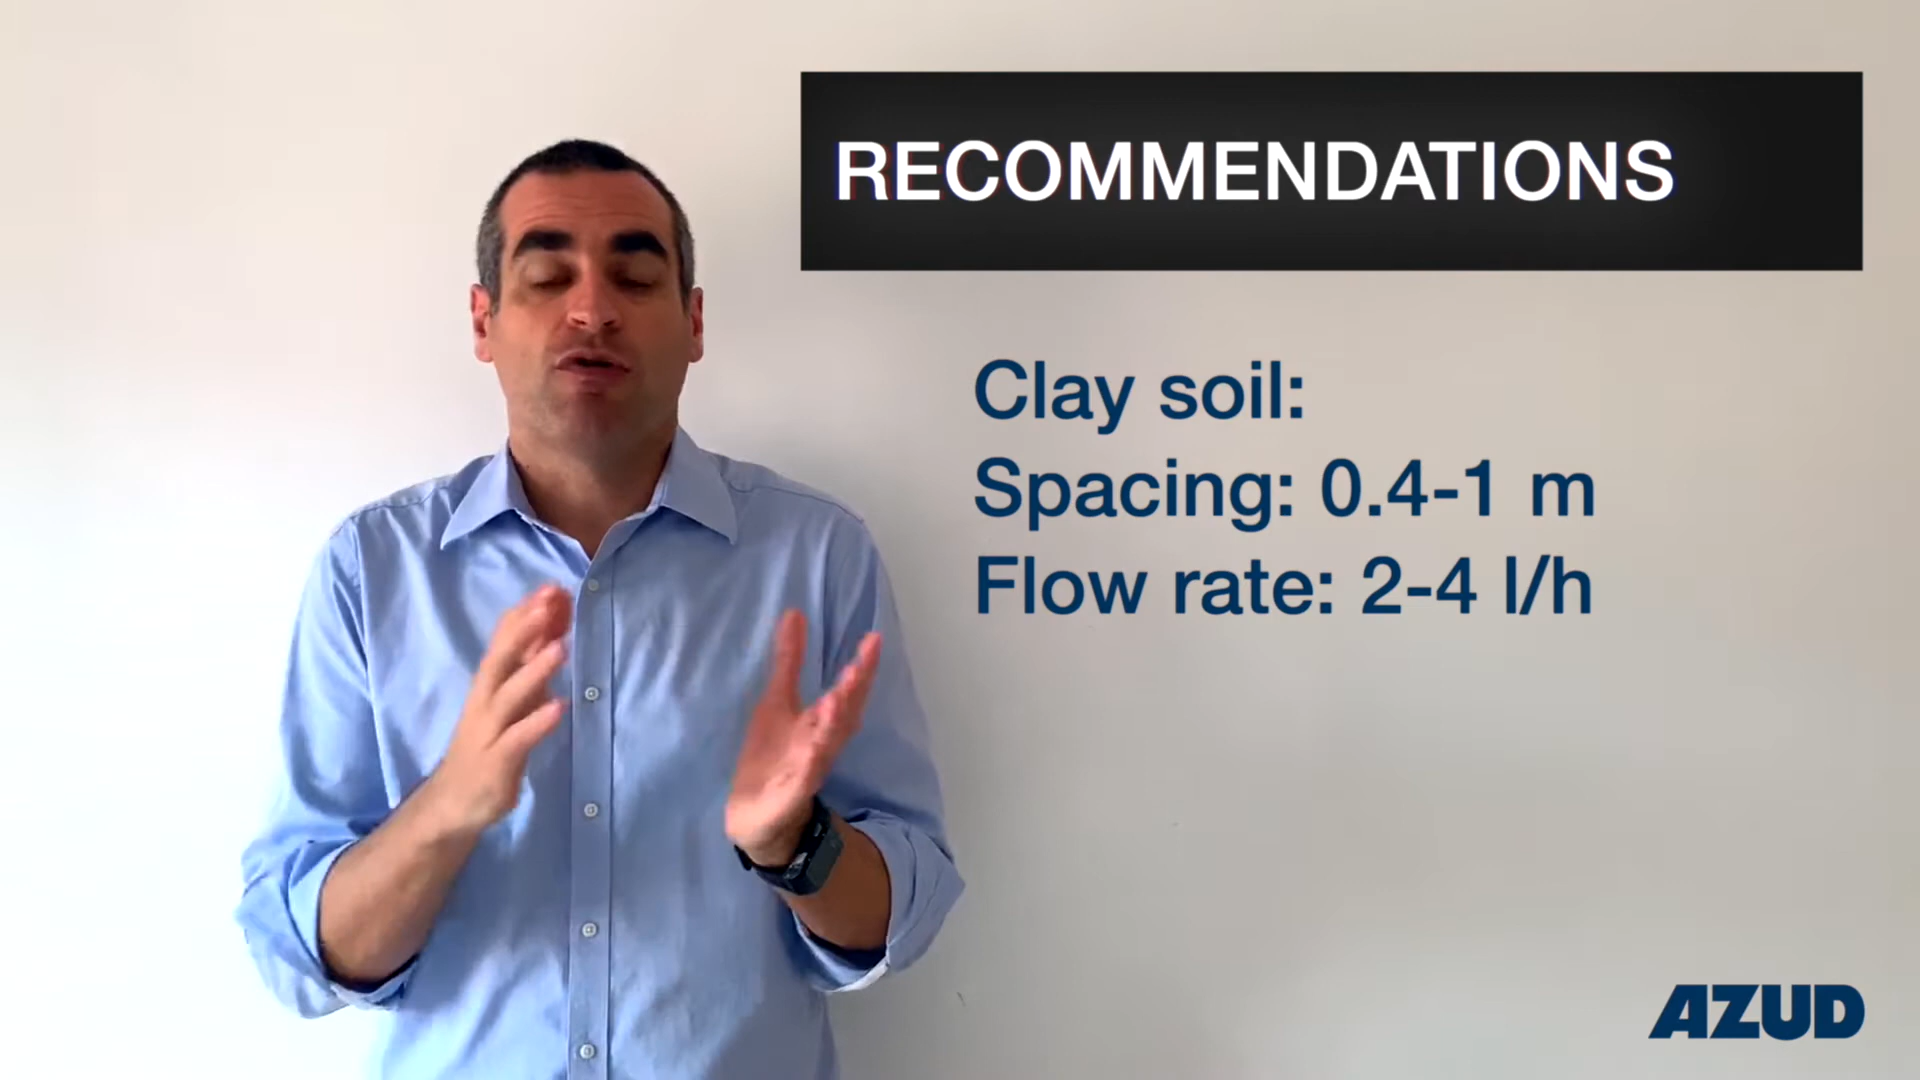 RECOMMENDATIONS
Clay soil:
Spacing: 0.4-1 m
Flow rate: 2-4 l/h
AZUD